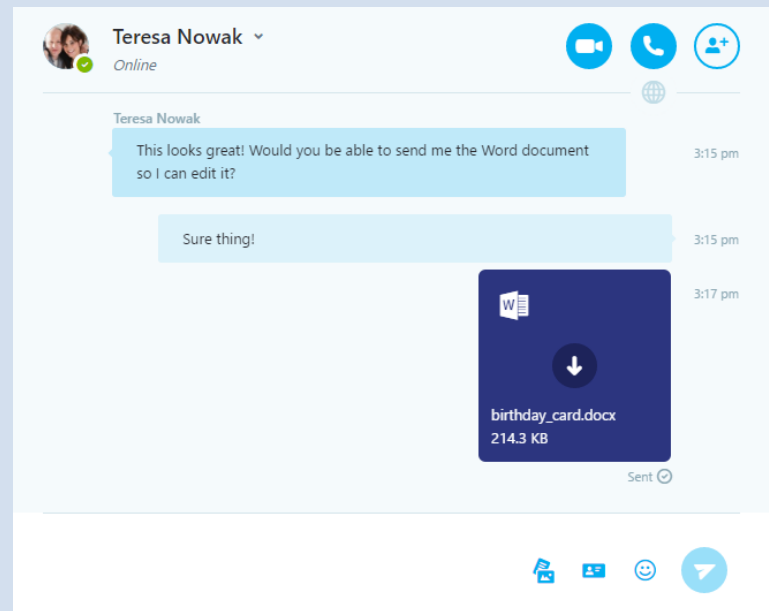 Teresa Nowak
Online
Teresa Nowak
This looks great! Would you be able to send me the Word document
so I can edit it?
3:15 pm
Sure thing!
3:15 pm
3:17 pm
W
birthday_card.docx
214.3 KB
Sent